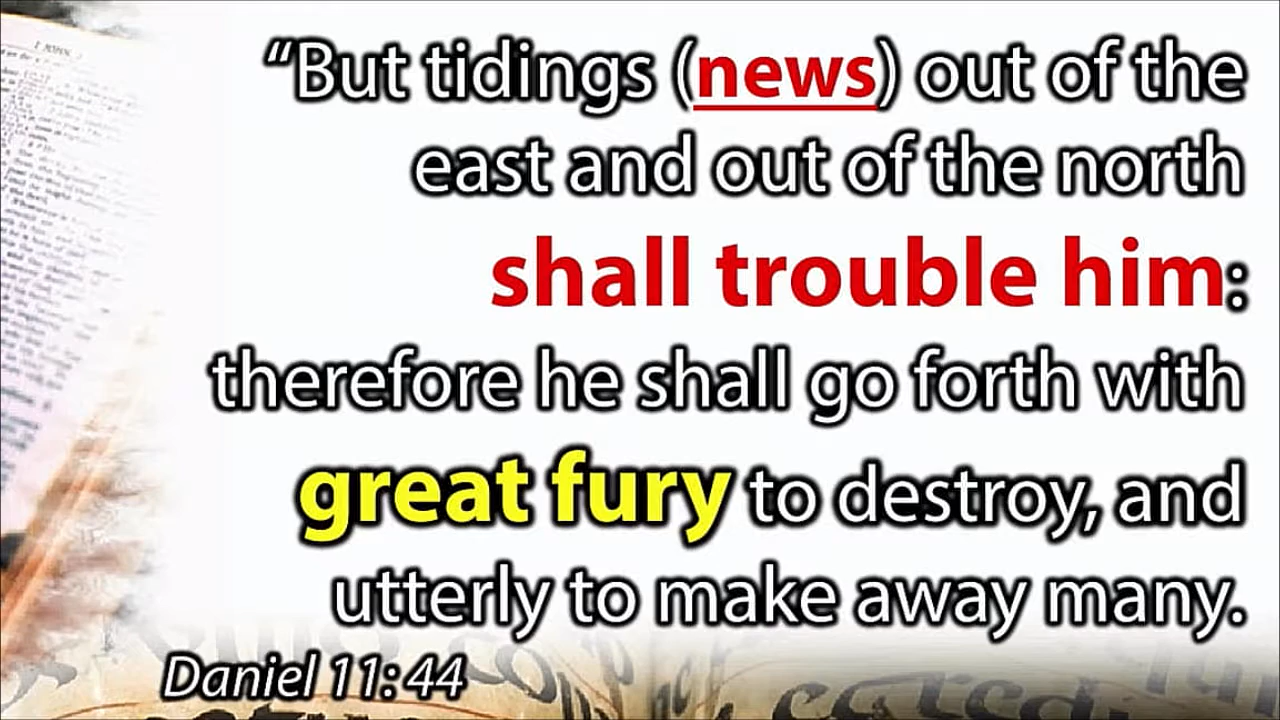 “But tidings (news) out of the
east and out of the north
shall trouble him:
therefore he shall go forth with
great fury to destroy, and
utterly to make away many.
Daniel 11:44